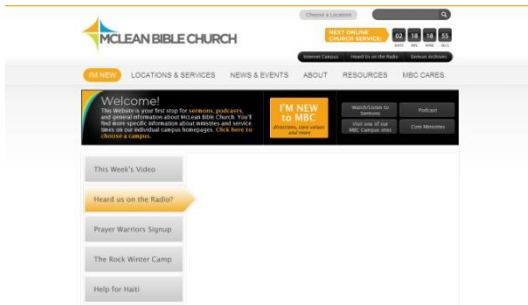 Choose a Location
MCLEAN BIBLE CHURCH
NEXT ONLINE
CHURCH SERVICE:
02 18 18 55
DAYS HRS MINS SECS
Internet Campus Heard Us on the Radio Sermon Archives
I'M NEW LOCATIONS & SERVICES NEWS & EVENTS ABOUT RESOURCES MBC CARES
Welcome!
This Website is your first stop for sermons, podcasts,
and general information about McLean Bible Church. You'll
find more specific information about ministries and service
times on our individual campus homepages. Click here to
choose a campus.
I'M NEW
to MBC
directions, core values
and more
Watch/Listen to
Sermons
Podcast
Visit one of our
MBC Campus sites
Care Ministries
This Week's Video
Heard us on the Radio?
Prayer Warriors Signup
The Rock Winter Camp
Help for Haiti